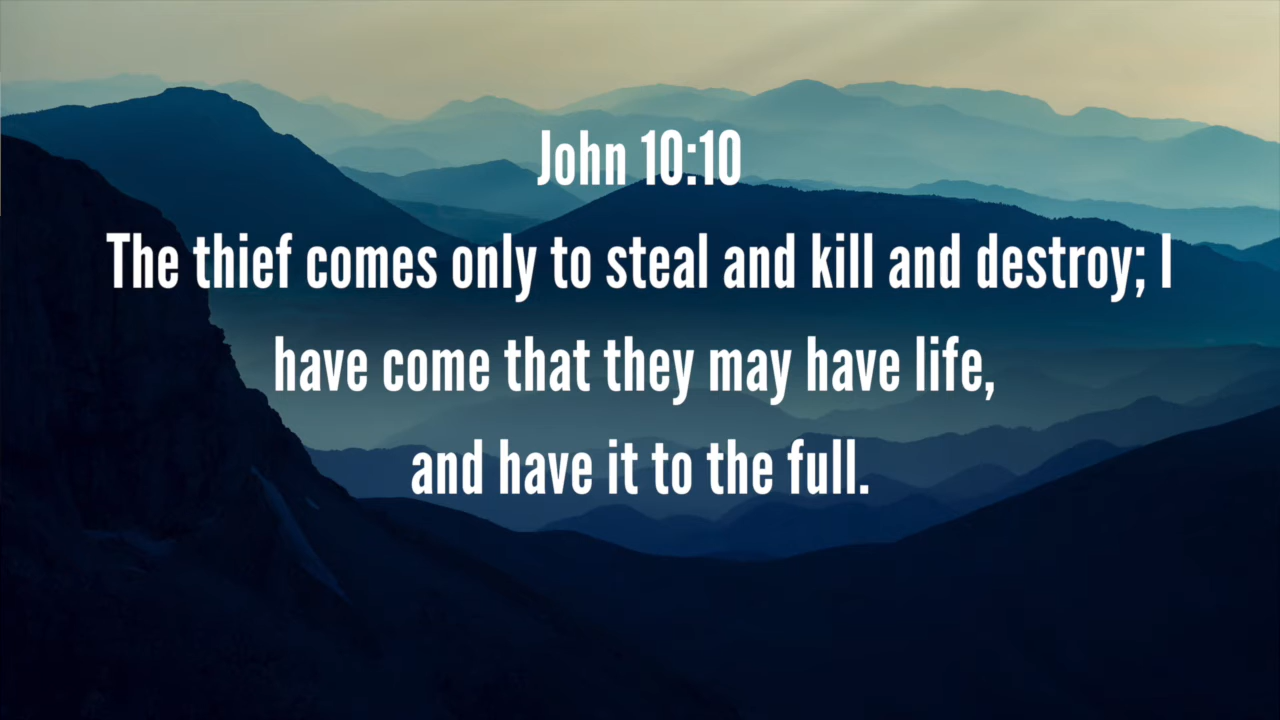 John 10:10
The thief comes only to steal and kill and destroy; I
have come that they may have life,
and have it to the full.